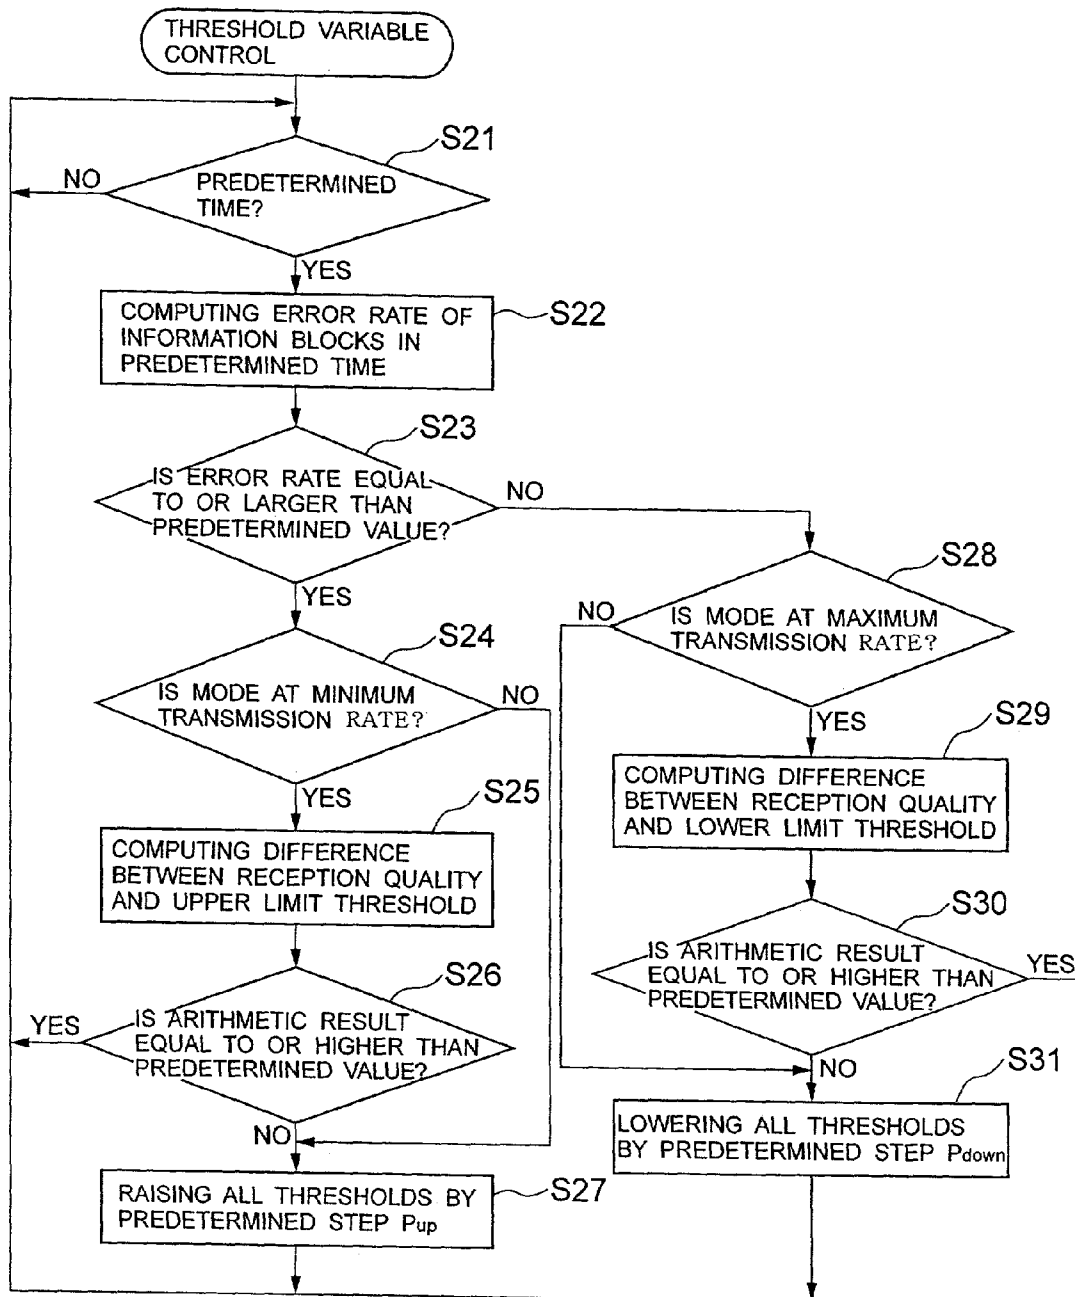 THRESHOLD VARIABLE
CONTROL
S21
NO
PREDETERMINED
TIME?
YES
S22
COMPUTING ERROR RATE OF
INFORMATION BLOCKS IN
PREDETERMINED TIME
S23
IS ERROR RATE EQUAL
TO OR LARGER THAN
PREDETERMINED VALUE?
NO
YES
S24
IS MODE AT MINIMUM
TRANSMISSION RATE?
NO
YES
S25
COMPUTING DIFFERENCE
BETWEEN RECEPTION QUALITY
AND UPPER LIMIT THRESHOLD
S26
YES
IS ARITHMETIC RESULT
EQUAL TO OR HIGHER THAN
PREDETERMINED VALUE?
NO
S27
RAISING ALL THRESHOLDS BY
PREDETERMINED STEP Pup
S28
NO
IS MODE AT MAXIMUM
TRANSMISSION RATE?
YES
S29
COMPUTING DIFFERENCE
BETWEEN RECEPTION QUALITY
AND LOWER LIMIT THRESHOLD
S30
IS ARITHMETIC RESULT
EQUAL TO OR HIGHER THAN
PREDETERMINED VALUE?
YES
NO
S31
LOWERING ALL THRESHOLDS
BY PREDETERMINED STEP Pdown